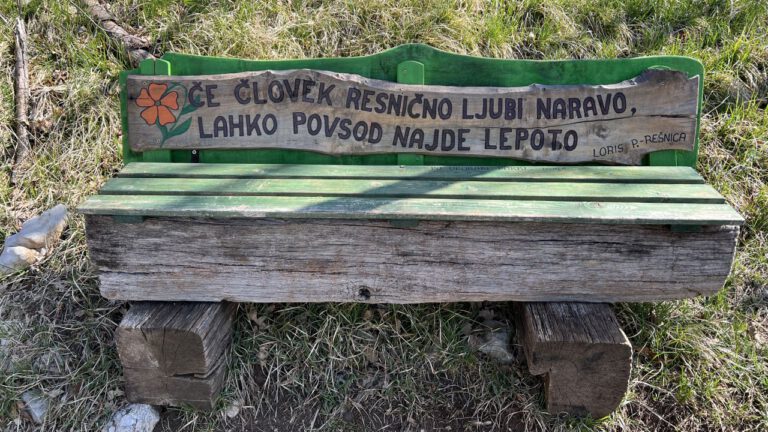 ČE ČLOVEK RESNIČNO LJUBI NARAVO,
LAHKO POVSOD NAJDE LEPOTO
LORIS P.-REŠNICA